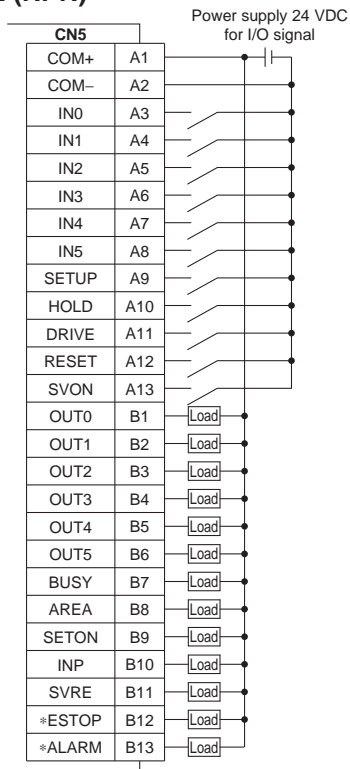 (NPN)
Power supply 24 VDC
for I/O signal
CN5
COM+ A1
COM− A2
IN0 A3
IN1 A4
IN2 A5
IN3 A6
IN4 A7
IN5 A8
SETUP A9
HOLD A10
DRIVE A11
RESET A12
SVON A13
OUT0 B1 Load
OUT1 B2 Load
OUT2 B3 Load
OUT3 B4 Load
OUT4 B5 Load
OUT5 B6 Load
BUSY B7 Load
AREA B8 Load
SETON B9 Load
INP B10 Load
SVRE B11 Load
∗ESTOP B12 Load
∗ALARM B13 Load